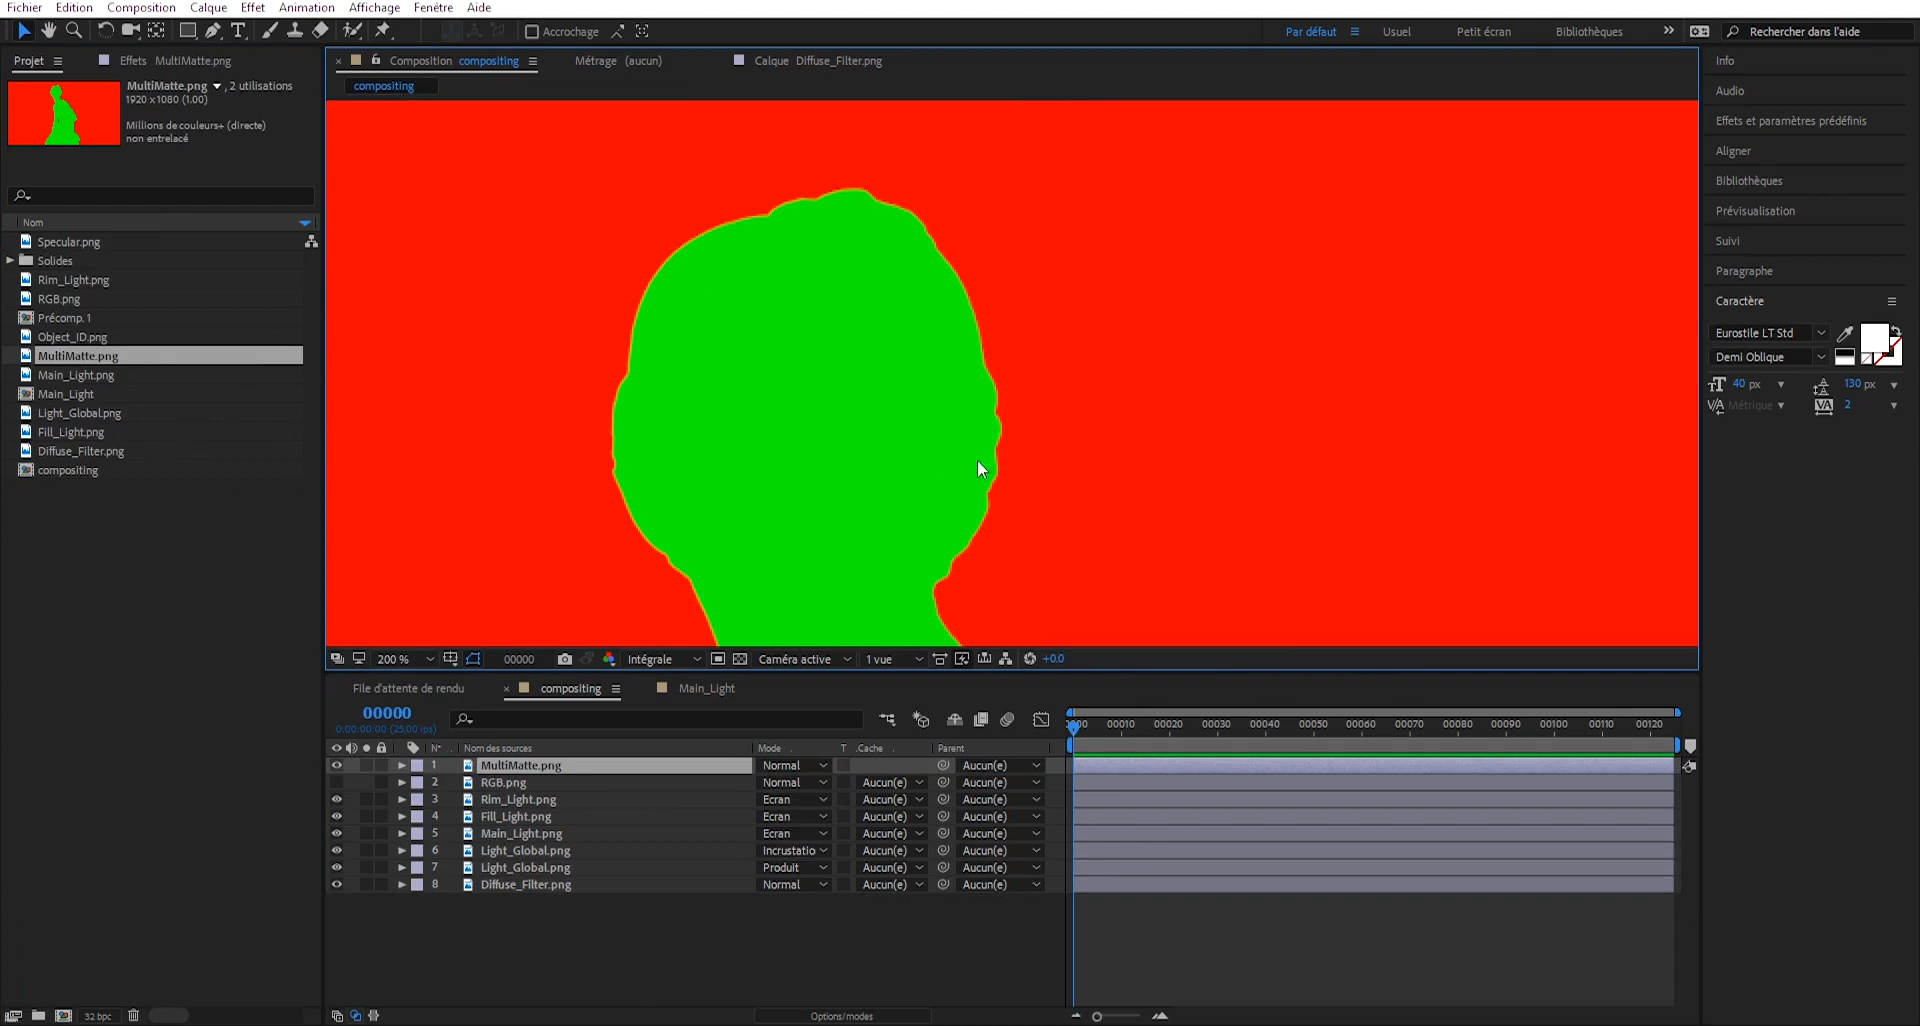 Fichier Edition Composition Calque Effet Animation Affichage Fenêtre Aide
Accrochage
Par défaut Usuel Petit écran Bibliothèques Rechercher dans l'aide
Projet Effets MultiMatte.png
Composition compositing Métrage (aucun) Calque Diffuse_Filter.png
compositing
MultiMatte.png , 2 utilisations
1920 x 1080 (1.00)
Millions de couleurs+ (directe)
non entrelacé
Nom
Specular.png
Solides
Rim_Light.png
RGB.png
Précomp. 1
Object_ID.png
MultiMatte.png
Main_Light.png
Main_Light
Light_Global.png
Fill_Light.png
Diffuse_Filter.png
compositing
32 bpc
200 % 00000 Intégrale Caméra active 1 vue +0.0
File d'attente de rendu compositing Main_Light
00000
0:00:00:00 (25.00 ips)
00010 00020 00030 00040 00050 00060 00070 00080 00090 00100 00110 00120
N° Nom des sources Mode T .Cache Parent
1 MultiMatte.png Normal Aucun(e)
2 RGB.png Normal Aucun(e) Aucun(e)
3 Rim_Light.png Ecran Aucun(e) Aucun(e)
4 Fill_Light.png Ecran Aucun(e) Aucun(e)
5 Main_Light.png Ecran Aucun(e) Aucun(e)
6 Light_Global.png Incrustatio Aucun(e) Aucun(e)
7 Light_Global.png Produit Aucun(e) Aucun(e)
8 Diffuse_Filter.png Normal Aucun(e) Aucun(e)
Options/modes
Info
Audio
Effets et paramètres prédéfinis
Aligner
Bibliothèques
Prévisualisation
Suivi
Paragraphe
Caractère
Eurostile LT Std
Demi Oblique
40 px 130 px
Métrique 2